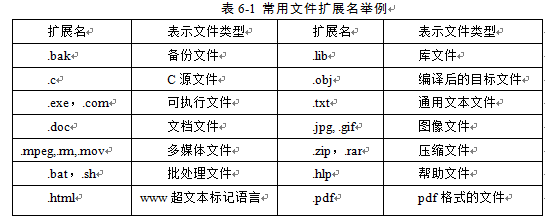 表 6-1 常用文件扩展名举例
扩展名 表示文件类型 扩展名 表示文件类型
.bak 备份文件 .lib 库文件
.c C 源文件 .obj 编译后的目标文件
.exe，.com 可执行文件 .txt 通用文本文件
.doc 文档文件 .jpg, .gif 图像文件
.mpeg,.rm,.mov 多媒体文件 .zip，.rar 压缩文件
.bat，.sh 批处理文件 .hlp 帮助文件
.html www 超文本标记语言 .pdf pdf 格式的文件